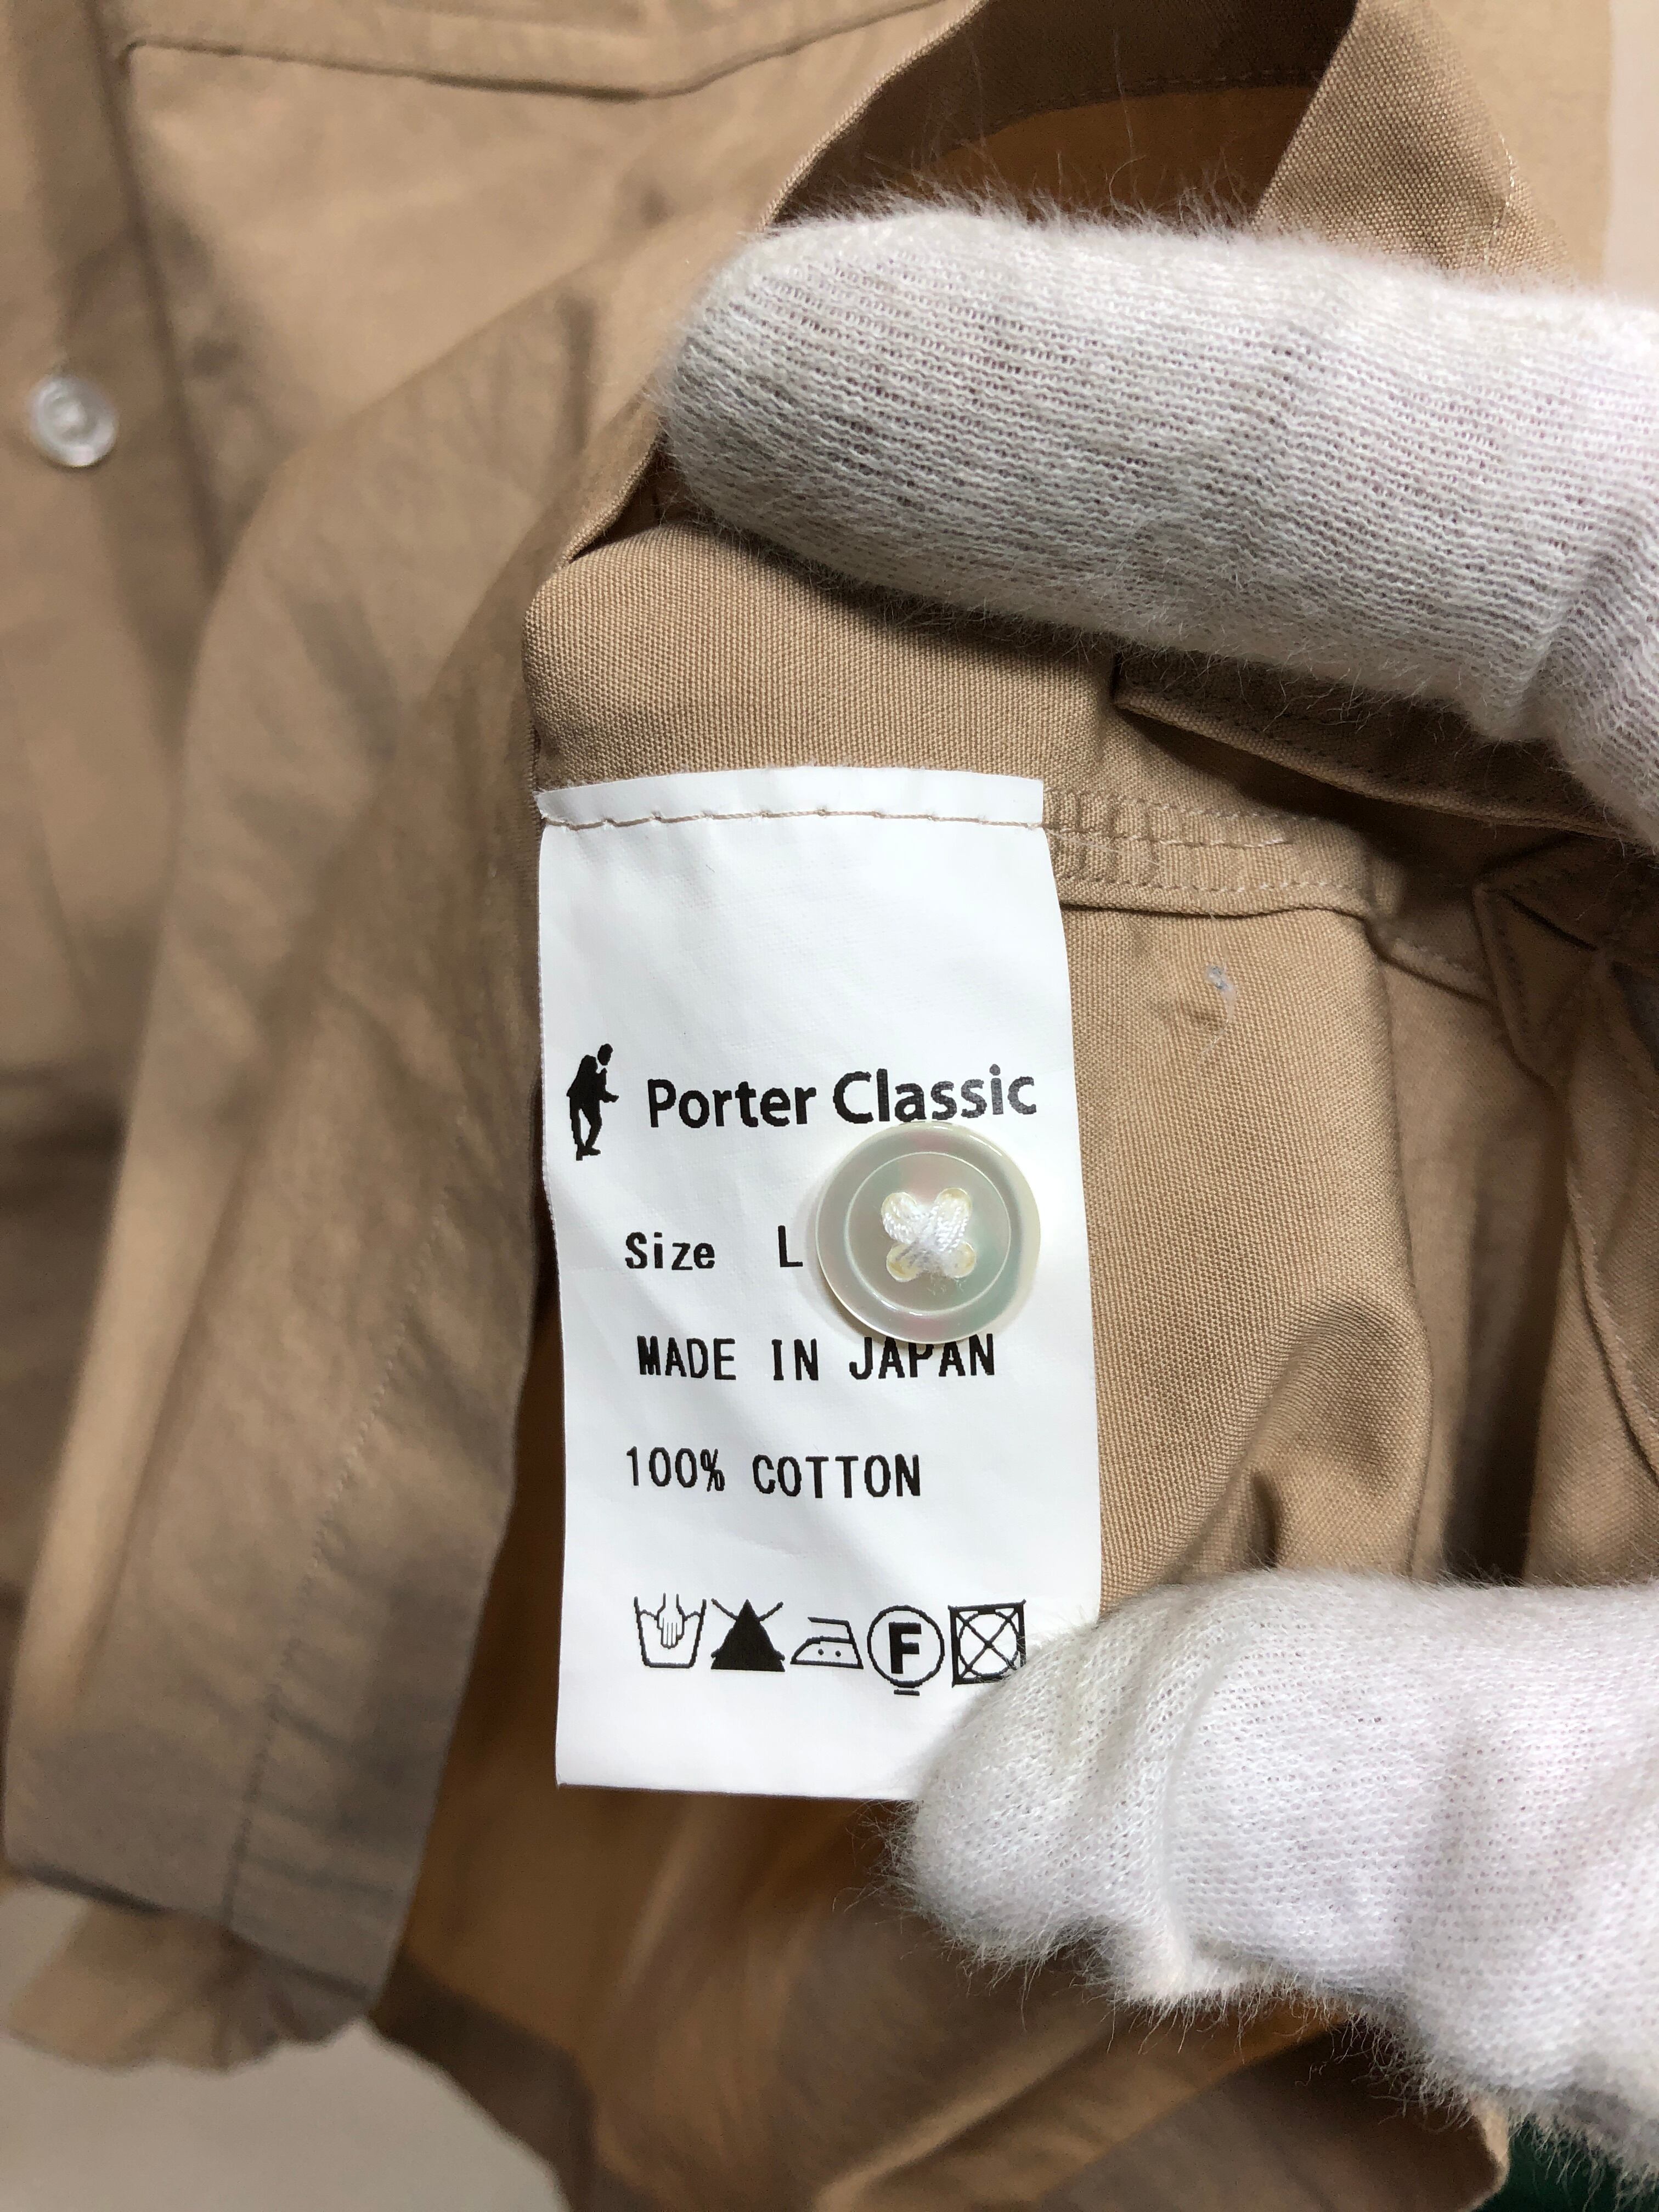 Porter Classic
Size L
MADE IN JAPAN
100% COTTON
F